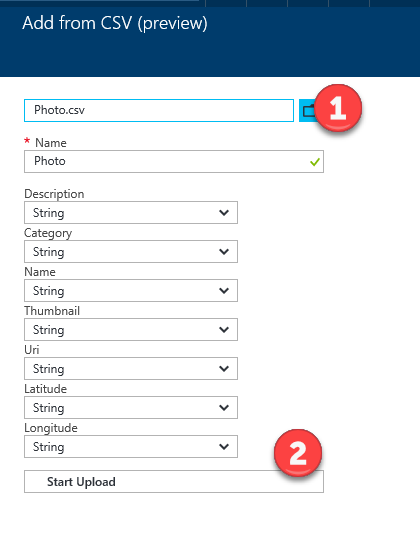 Add from CSV (preview)
Photo.csv
1
* Name
Photo
Description
String
Category
String
Name
String
Thumbnail
String
Uri
String
Latitude
String
Longitude
String
2
Start Upload